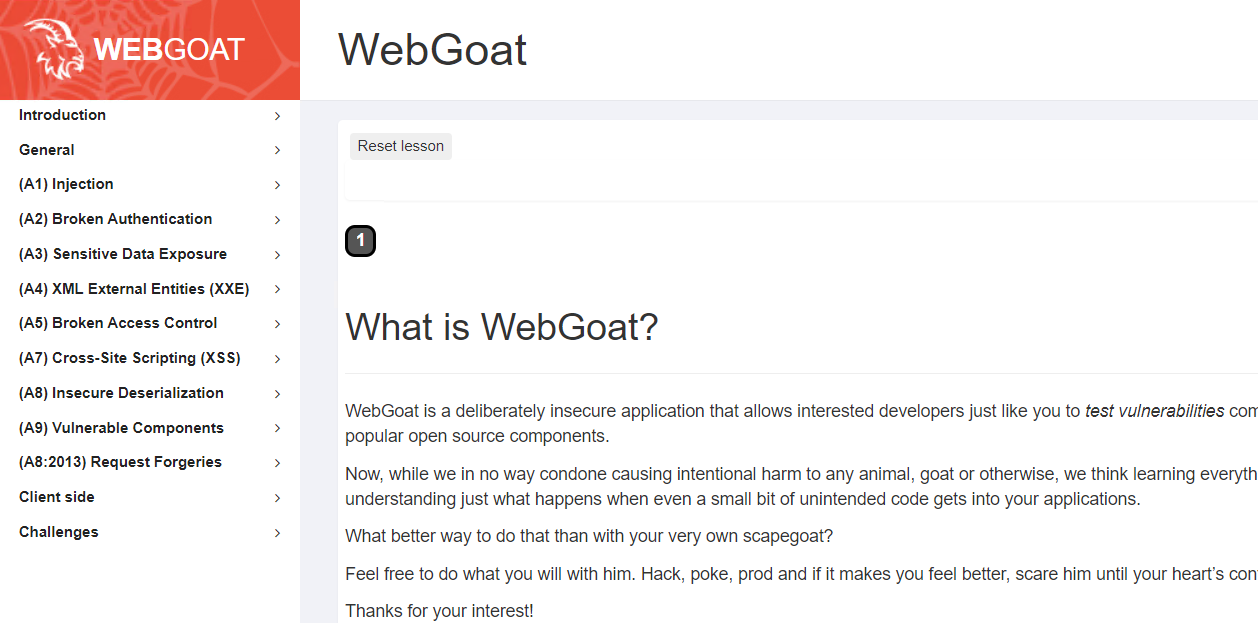 WEBGOAT
WebGoat
Introduction
General
(A1) Injection
(A2) Broken Authentication
(A3) Sensitive Data Exposure
(A4) XML External Entities (XXE)
(A5) Broken Access Control
(A7) Cross-Site Scripting (XSS)
(A8) Insecure Deserialization
(A9) Vulnerable Components
(A8:2013) Request Forgeries
Client side
Challenges
Reset lesson
1
What is WebGoat?
WebGoat is a deliberately insecure application that allows interested developers just like you to test vulnerabilities
popular open source components.
Now, while we in no way condone causing intentional harm to any animal, goat or otherwise, we think learning
understanding just what happens when even a small bit of unintended code gets into your applications.
What better way to do that than with your very own scapegoat?
Feel free to do what you will with him. Hack, poke, prod and if it makes you feel better, scare him until your heart’s
Thanks for your interest!